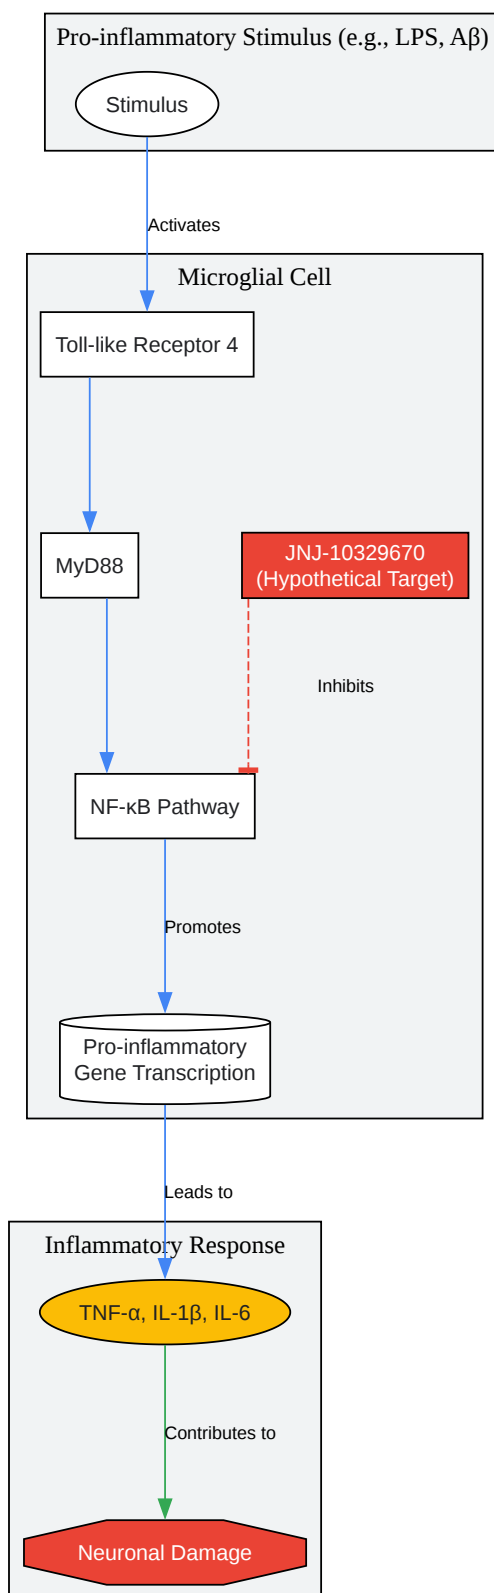 Pro-inflammatory Stimulus (e.g., LPS, Aβ)
Stimulus
Activates
Microglial Cell
Toll-like Receptor 4
MyD88
JNJ-10329670
(Hypothetical Target)
Inhibits
NF-κB Pathway
Promotes
Pro-inflammatory
Gene Transcription
Leads to
Inflammatory Response
TNF-α, IL-1β, IL-6
Contributes to
Neuronal Damage